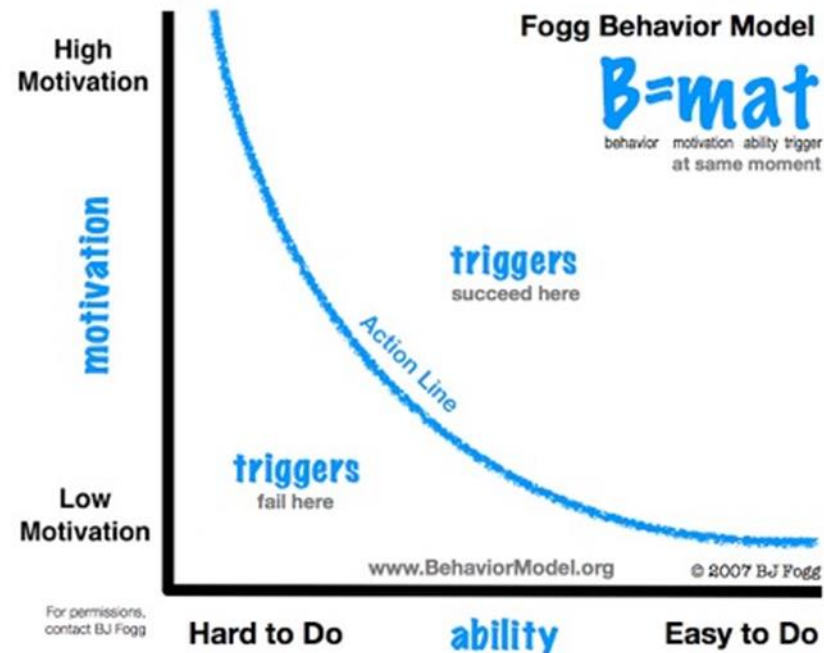 Fogg Behavior Model
B=mat
behavior motivation ability trigger
at same moment
High
Motivation
motivation
triggers
succeed here
Action Line
triggers
fail here
Low
Motivation
www.BehaviorModel.org
© 2007 BJ Fogg
For permissions,
contact BJ Fogg
Hard to Do
ability
Easy to Do